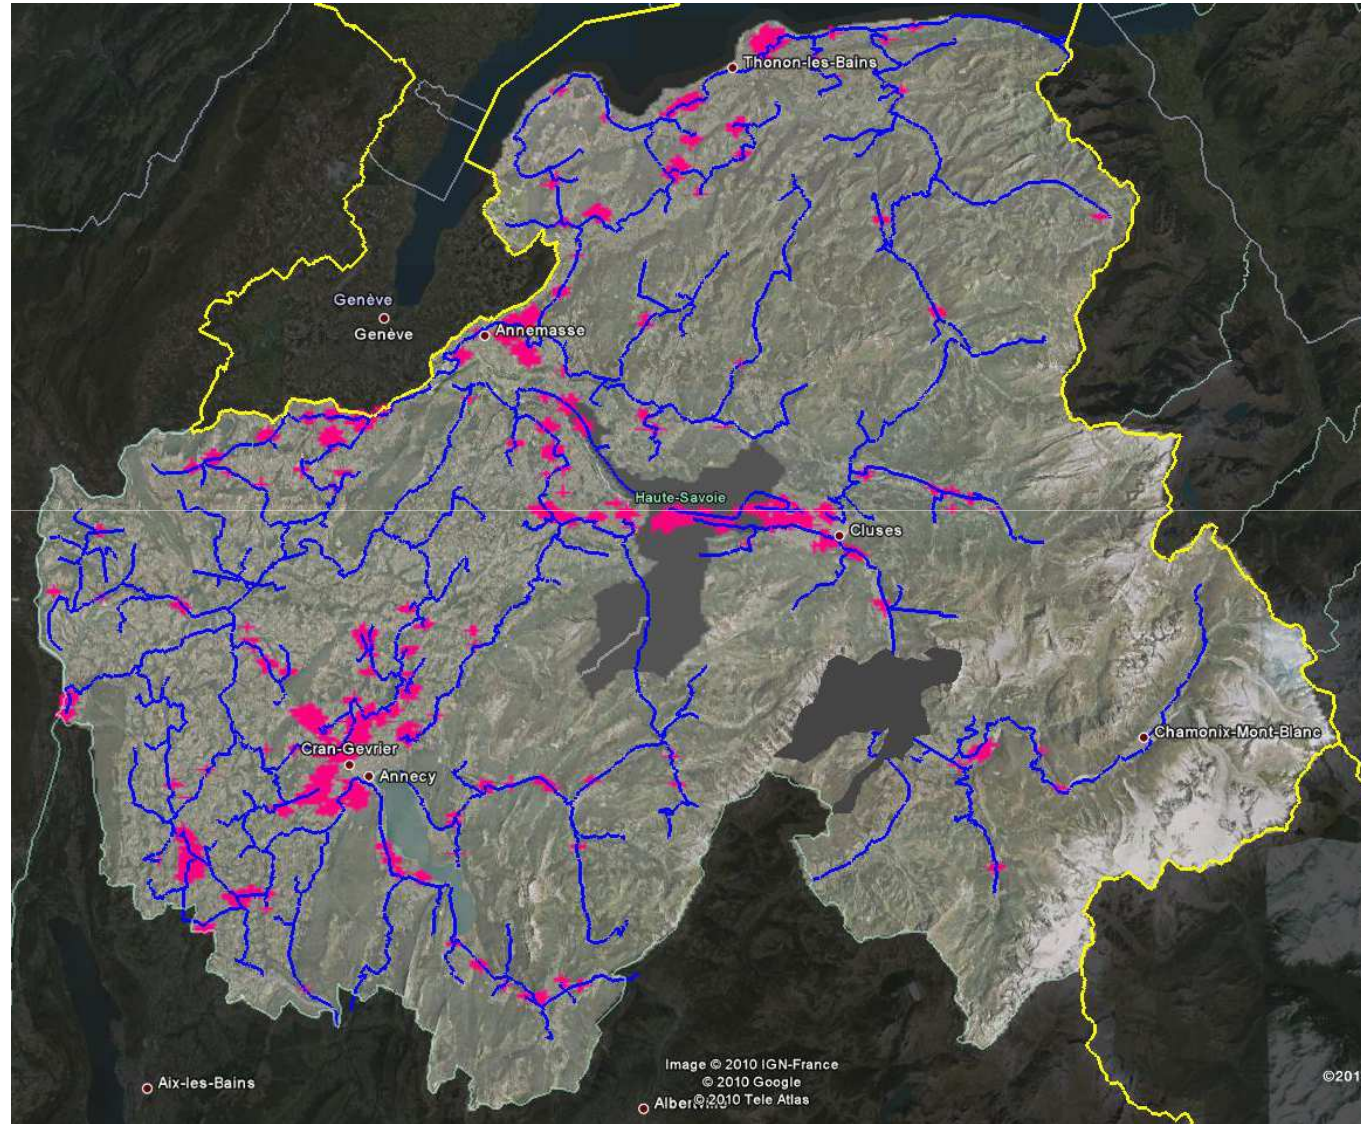 Thonon-les-Bains
Genève
Genève
Annemasse
Haute-Savoie
Cluses
Chamonix-Mont-Blanc
Cran-Gevrier
Annecy
Image © 2010 IGN-France
© 2010 Google
© 2010 Tele Atlas
©201
Aix-les-Bains